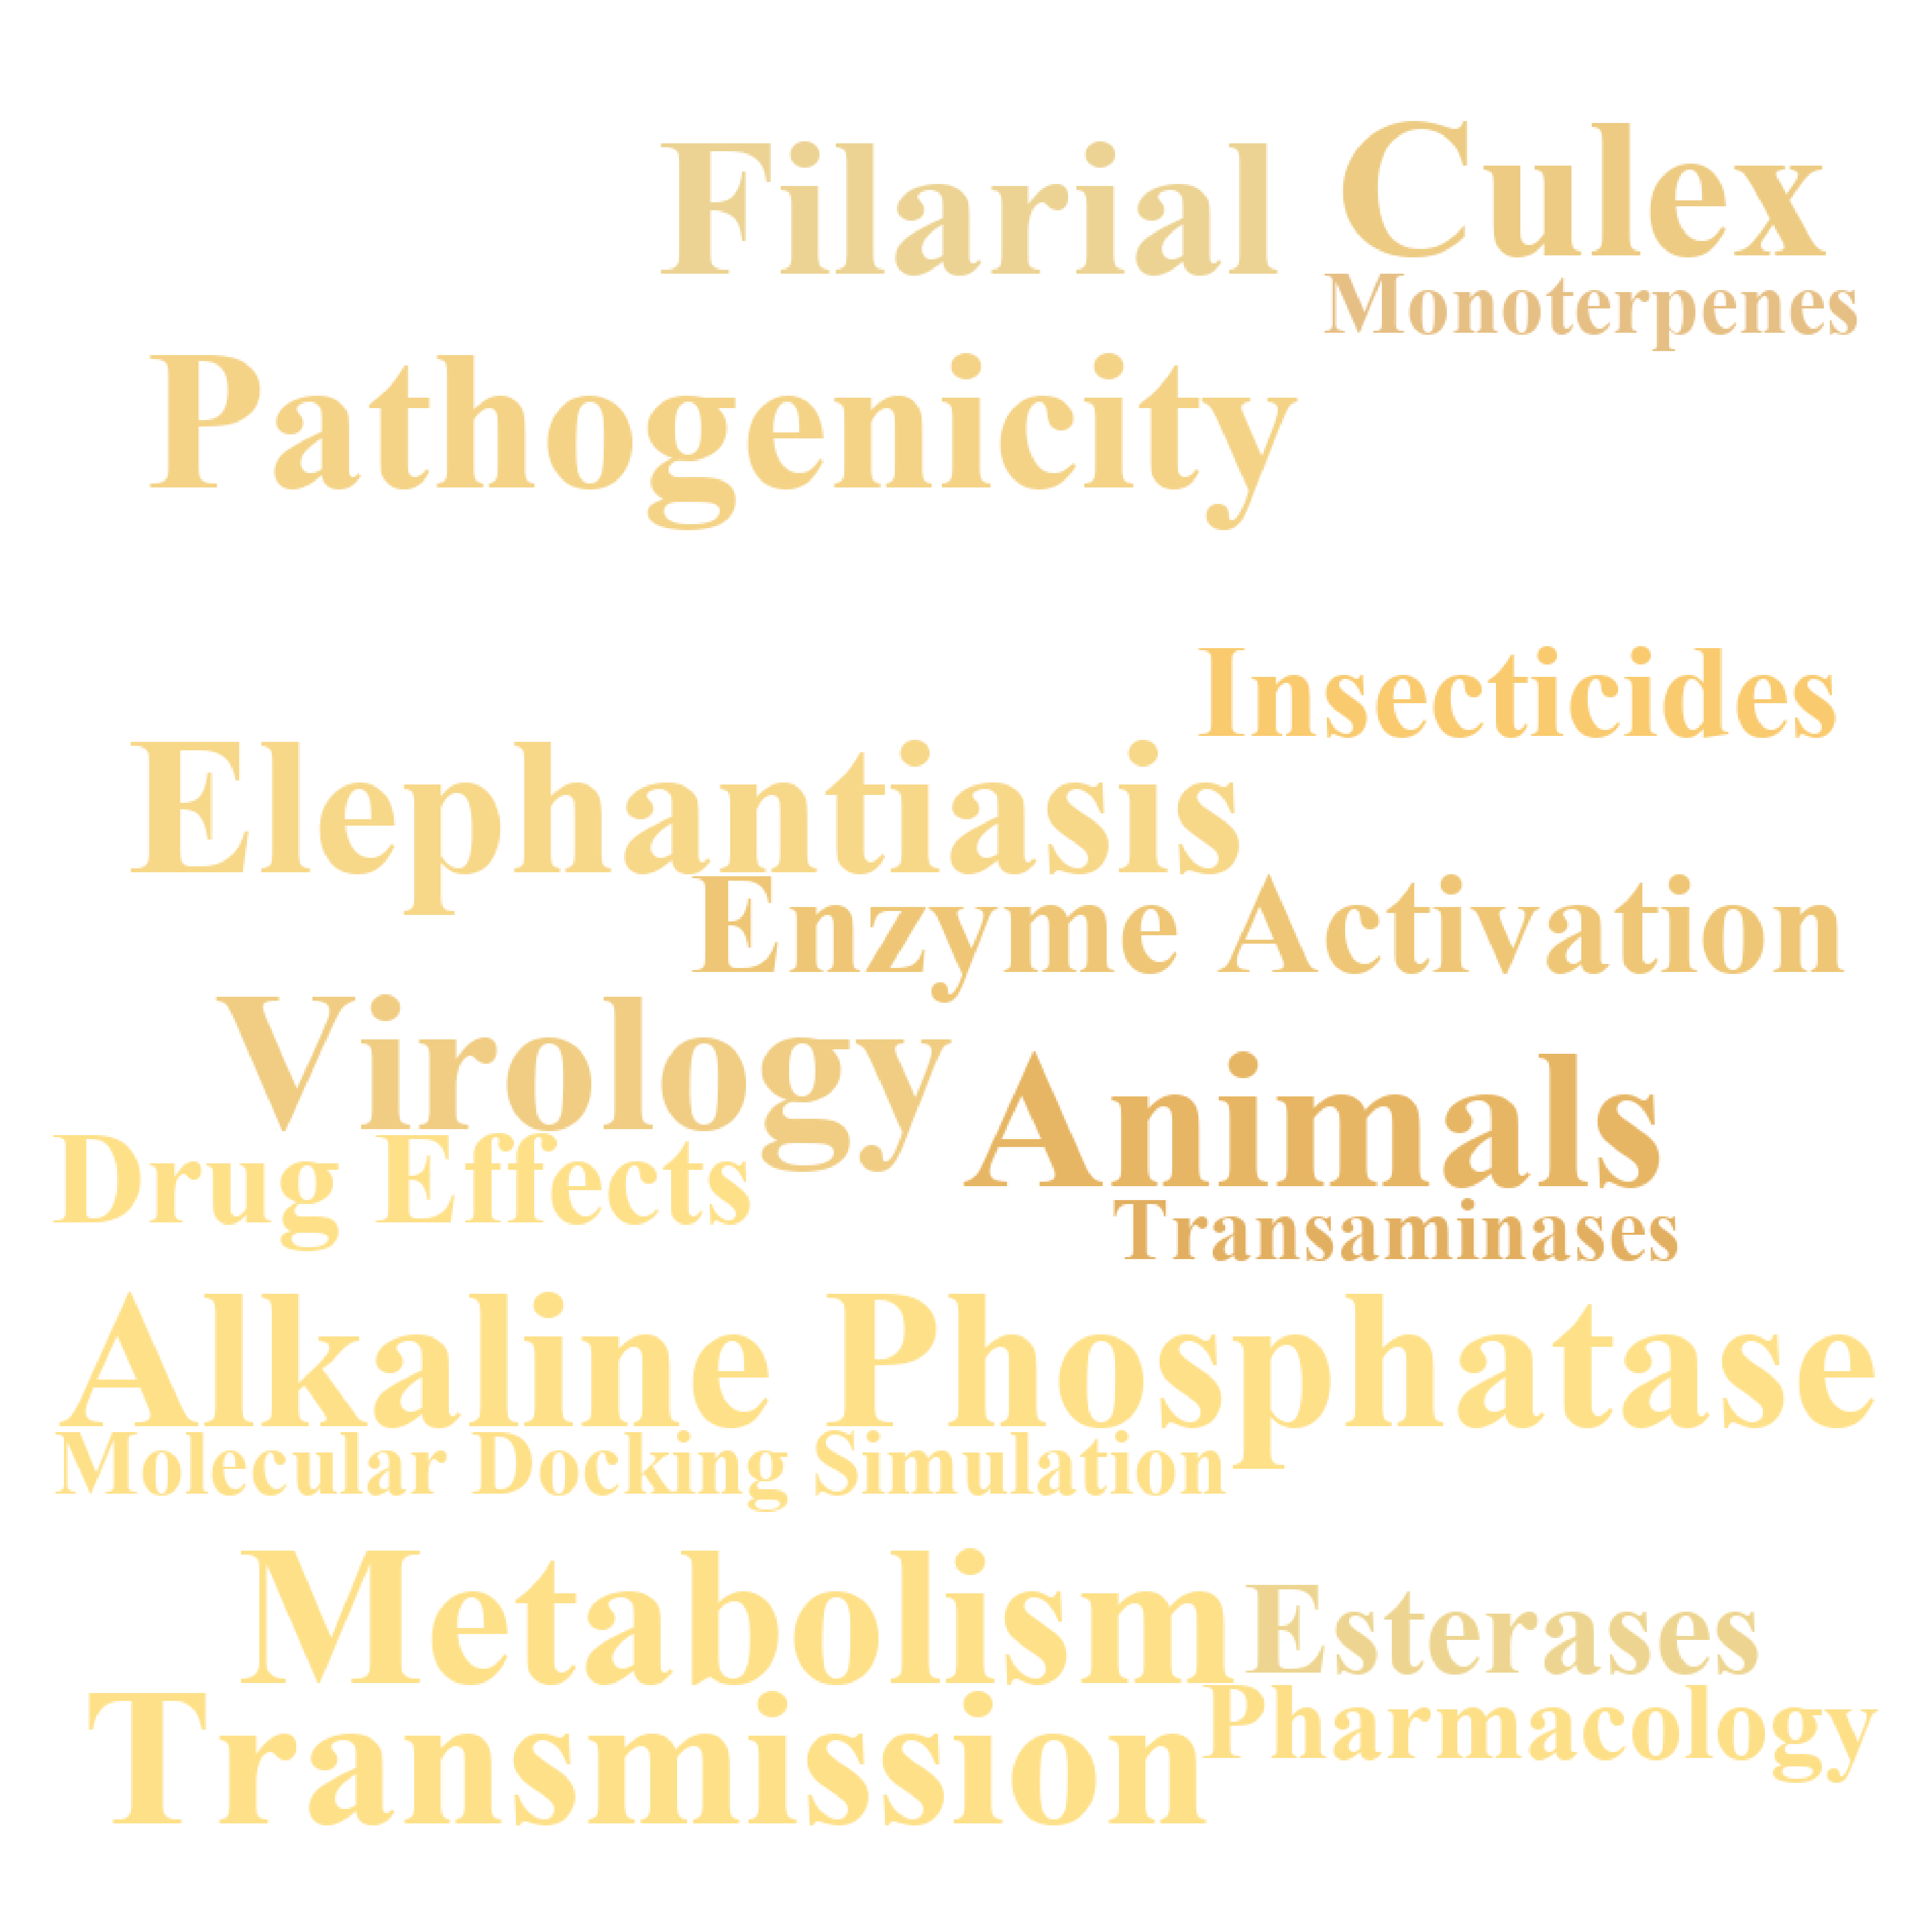 Filarial
Culex
Monoterpenes
Pathogenicity
Insecticides
Elephantiasis
Enzyme Activation
Virology
Animals
Drug Effects
Transaminases
Alkaline Phosphatase
Molecular Docking Simulation
Metabolism
Esterases
Pharmacology
Transmission